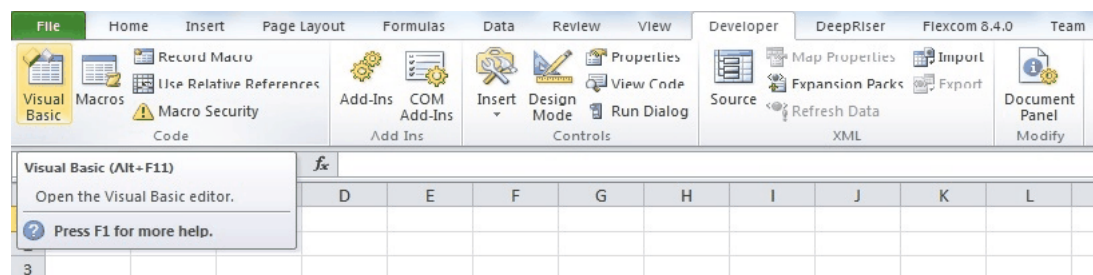 File Home Insert Page Layout Formulas Data Review View Developer DeepRiser Flexcom 8.4.0 Team
Record Macro Properties Map Properties Import
Use Relative References View Code Expansion Packs Export
Visual Basic Macros Macro Security Add-Ins COM Add-Ins Insert Design Mode Run Dialog Source Refresh Data Document Panel
Code Add Ins Controls XML Modify
Visual Basic (Alt+F11) fx
Open the Visual Basic editor. D E F G H I J K L
Press F1 for more help.
3